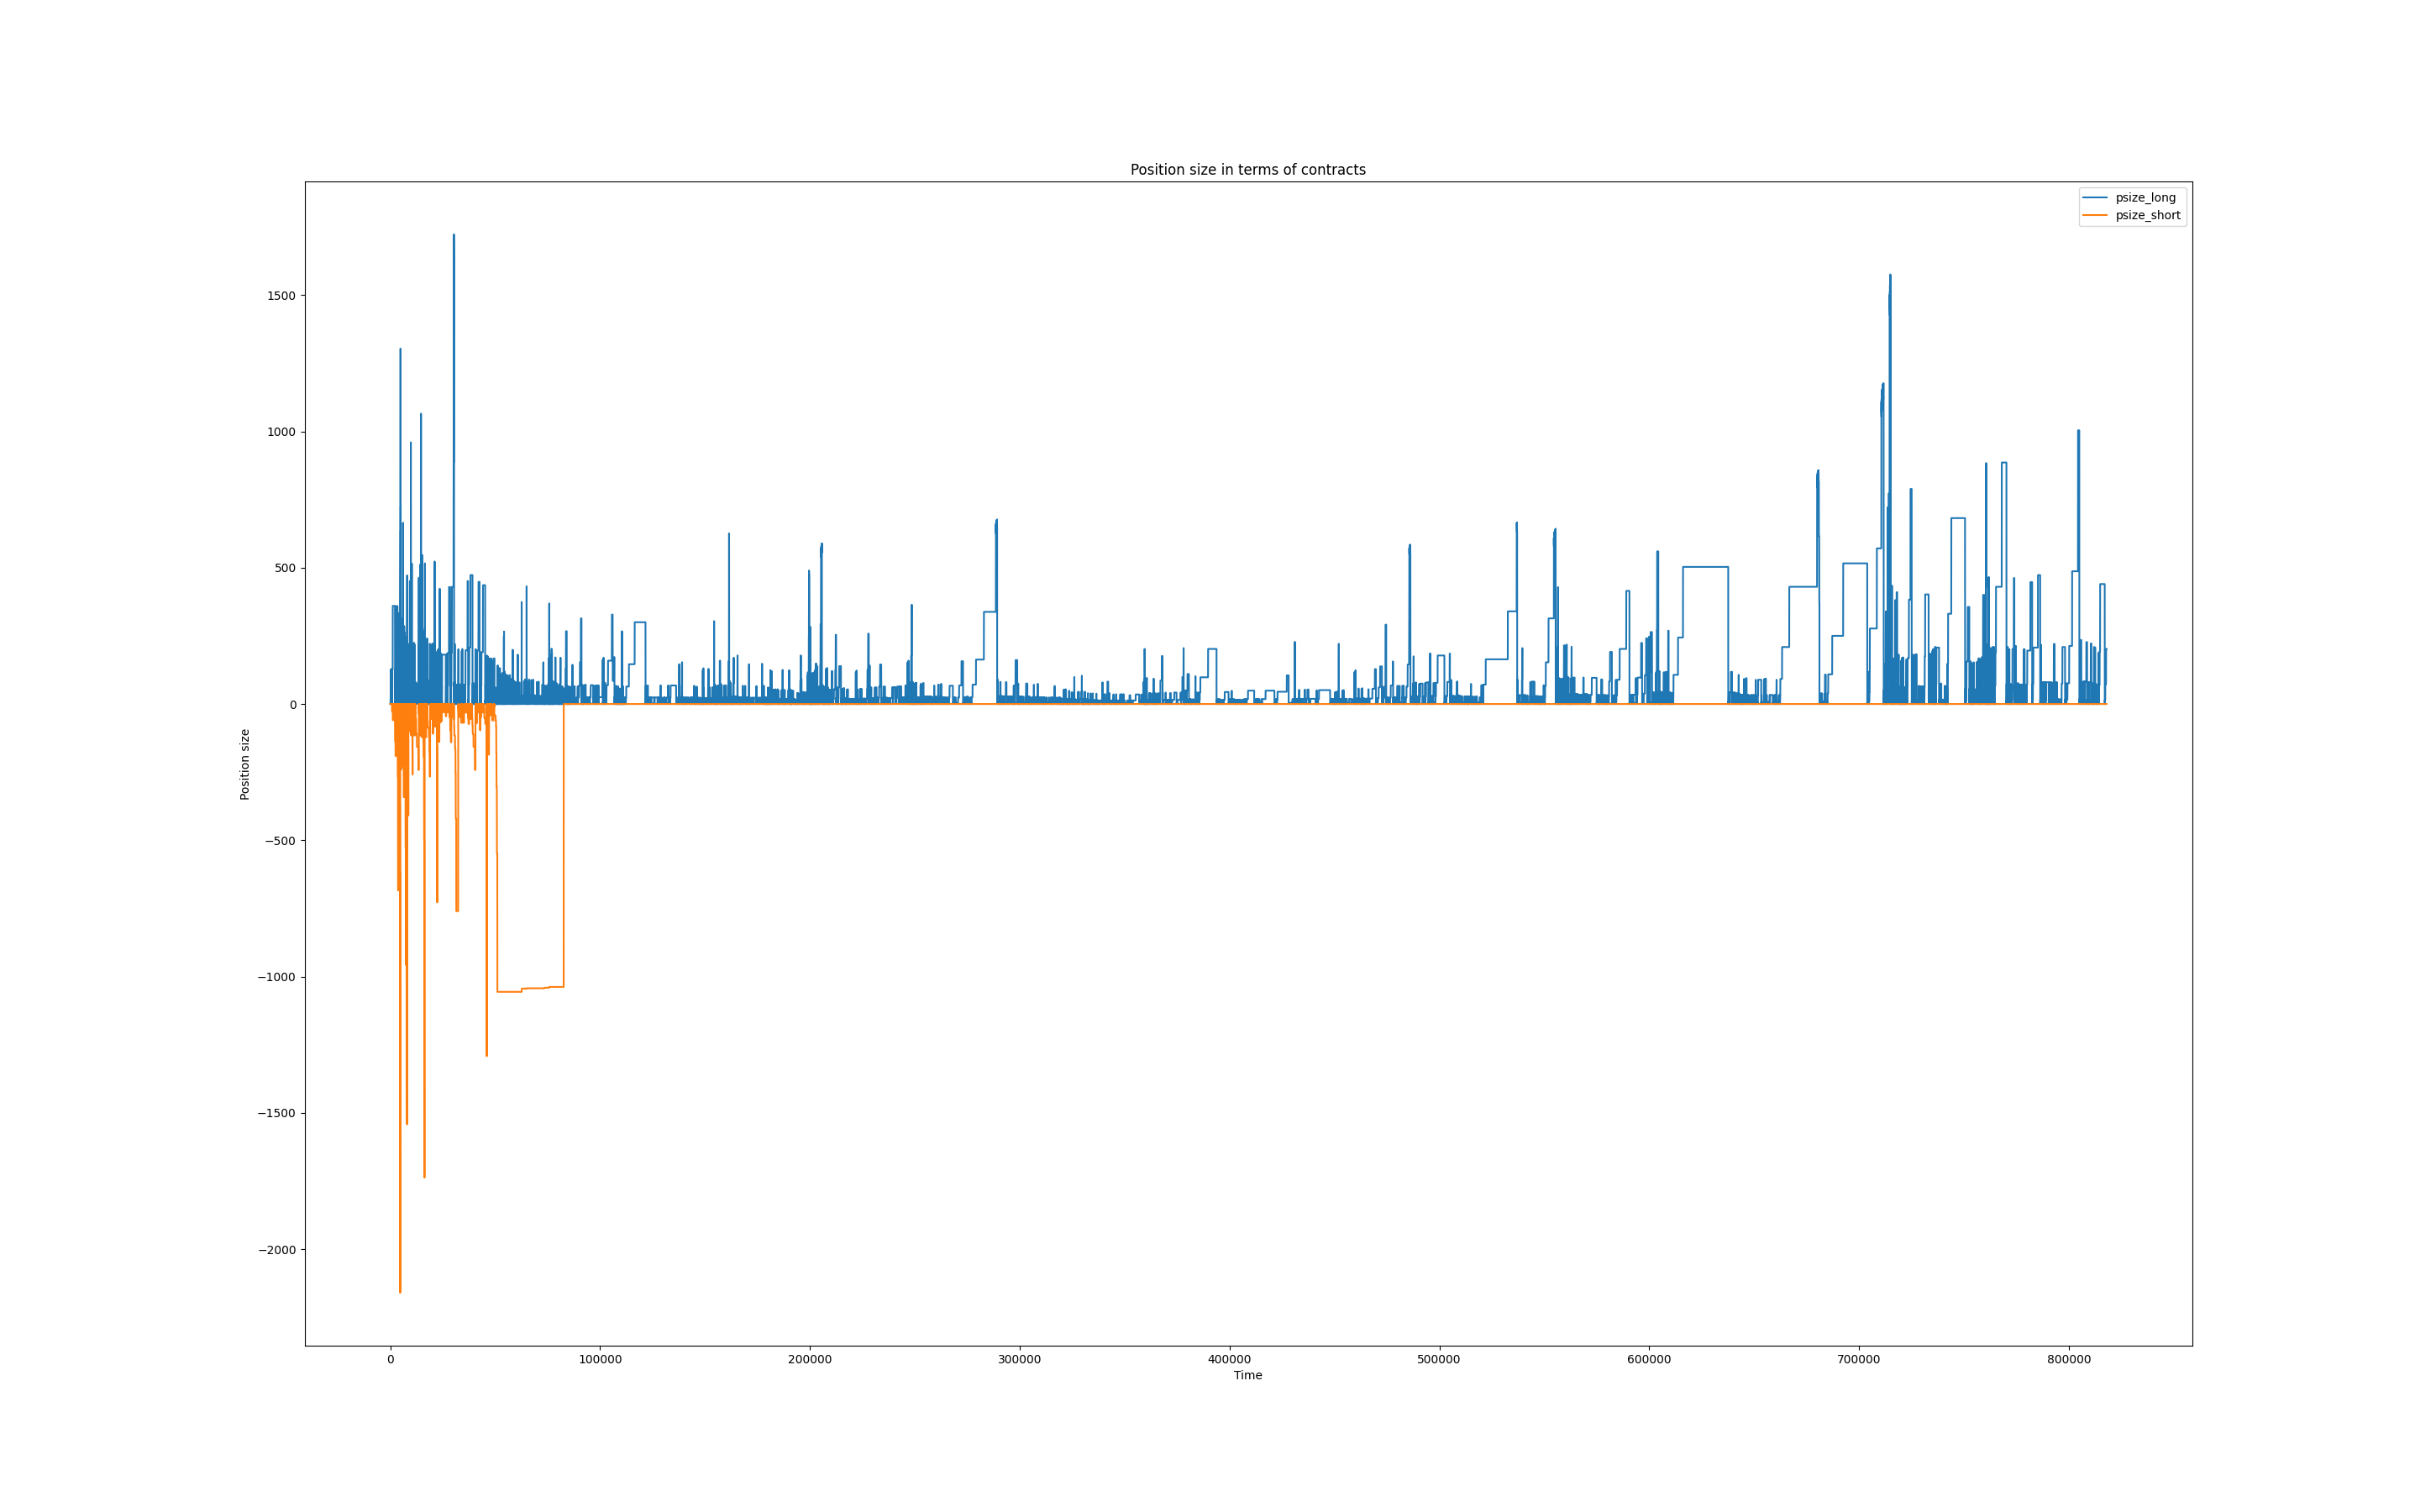 Position size in terms of contracts
psize_long
psize_short
1500
1000
500
0
−500
−1000
−1500
−2000
Position size
0 100000 200000 300000 400000 500000 600000 700000 800000
Time